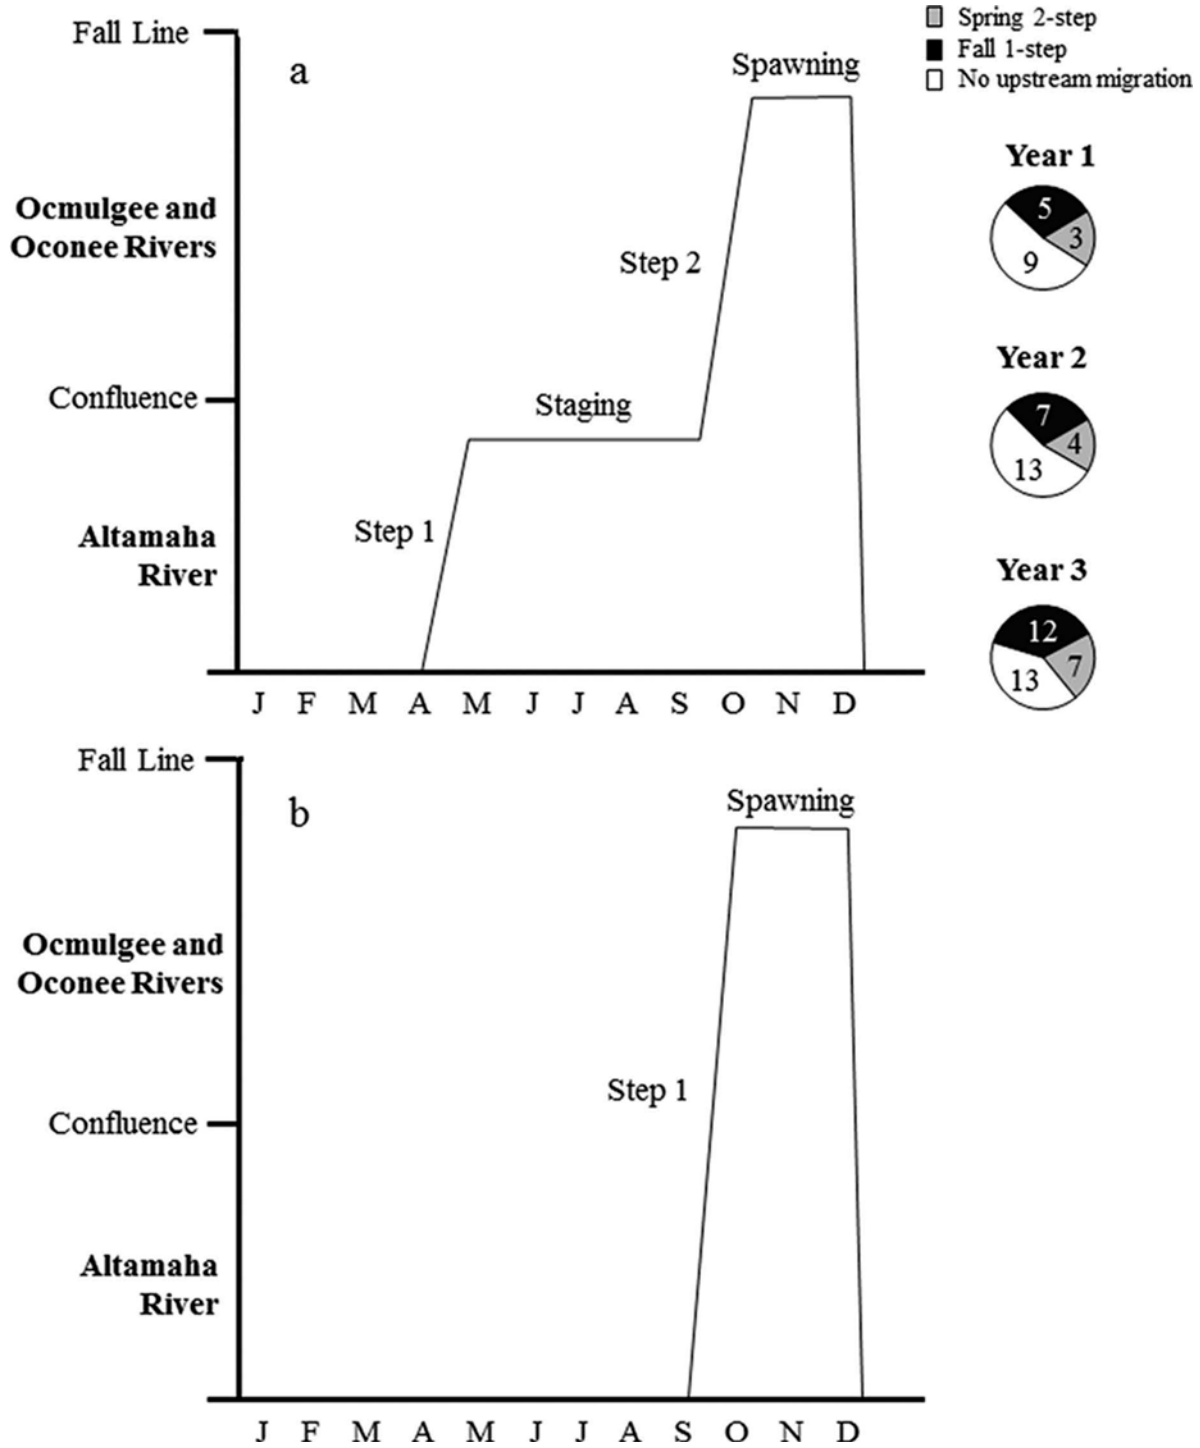 Fall Line
a
Spawning
Ocmulgee and
Oconee Rivers
Step 2
Confluence
Staging
Altamaha
River
Step 1
J F M A M J J A S O N D
Spring 2-step
Fall 1-step
No upstream migration
Year 1
5
3
9
Year 2
7
4
13
Year 3
12
7
13
Fall Line
b
Spawning
Ocmulgee and
Oconee Rivers
Step 1
Confluence
Altamaha
River
J F M A M J J A S O N D